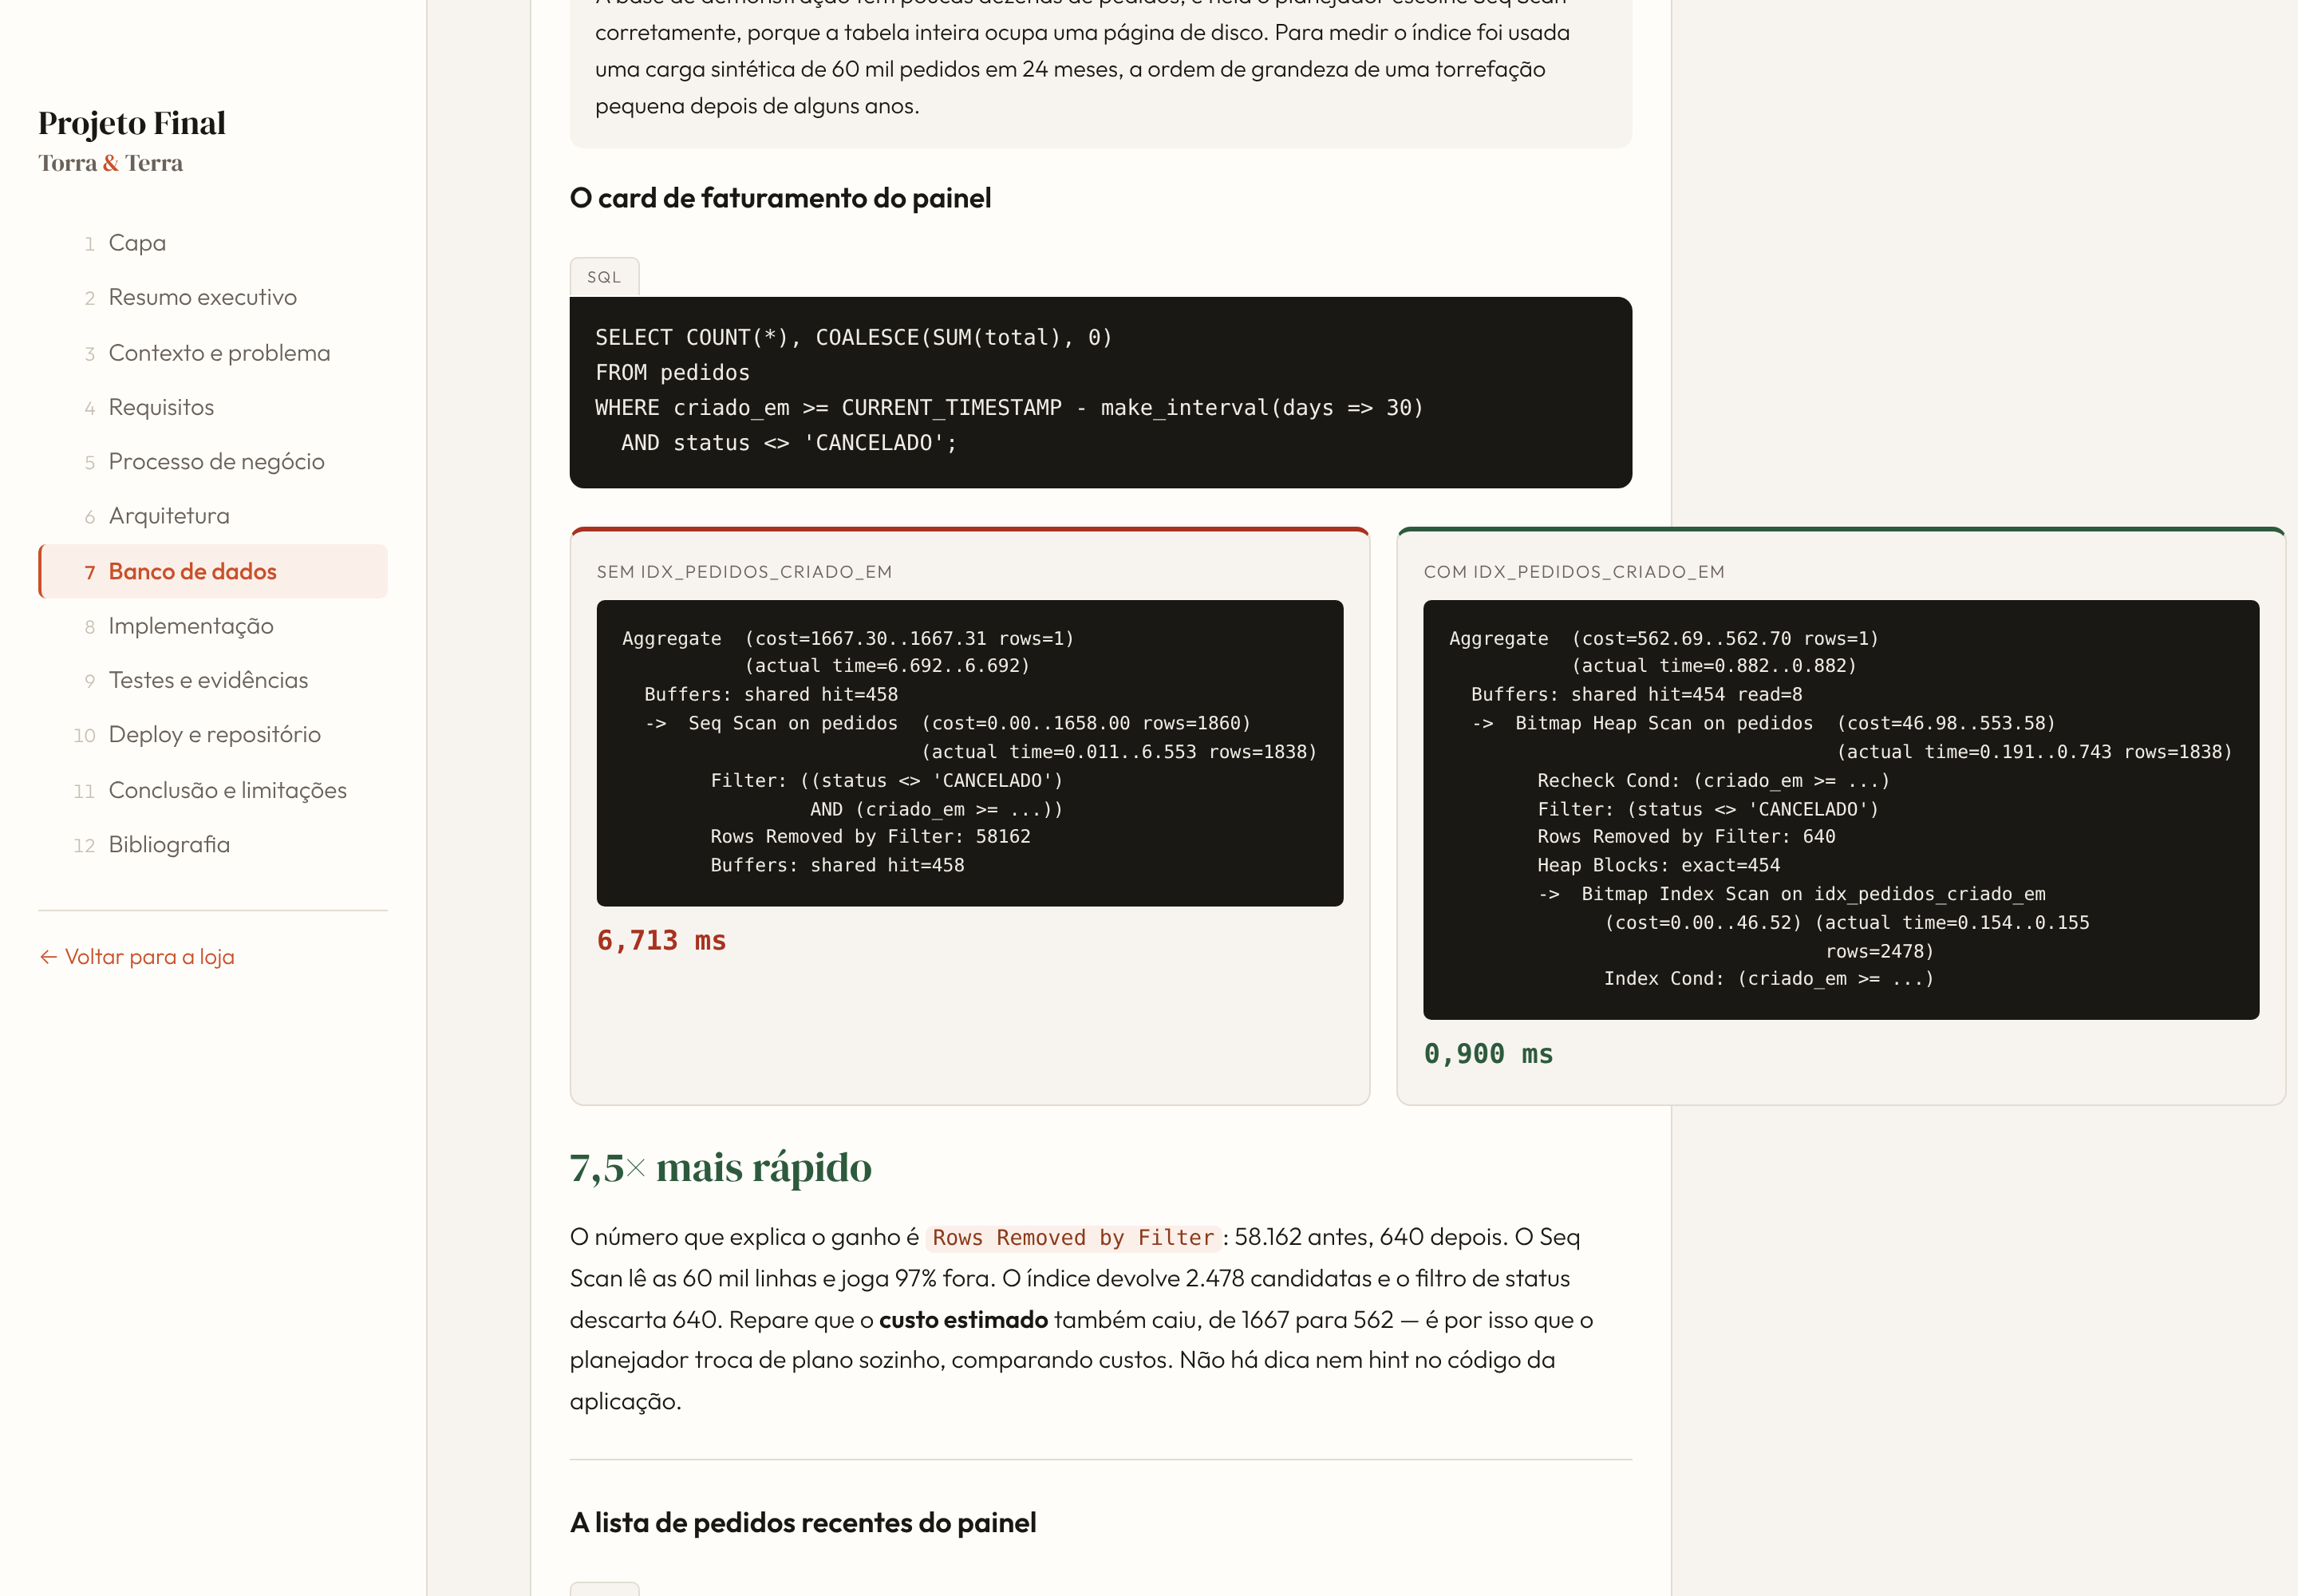 Projeto Final
Torra & Terra
1 Capa
2 Resumo executivo
3 Contexto e problema
4 Requisitos
5 Processo de negócio
6 Arquitetura
7 Banco de dados
8 Implementação
9 Testes e evidências
10 Deploy e repositório
11 Conclusão e limitações
12 Bibliografia
← Voltar para a loja
corretamente, porque a tabela inteira ocupa uma página de disco. Para medir o índice foi usada
uma carga sintética de 60 mil pedidos em 24 meses, a ordem de grandeza de uma torrefação
pequena depois de alguns anos.
O card de faturamento do painel
SQL
SELECT COUNT(*), COALESCE(SUM(total), 0)
FROM pedidos
WHERE criado_em >= CURRENT_TIMESTAMP - make_interval(days => 30)
  AND status <> 'CANCELADO';
SEM IDX_PEDIDOS_CRIADO_EM
Aggregate  (cost=1667.30..1667.31 rows=1)
           (actual time=6.692..6.692)
  Buffers: shared hit=458
  ->  Seq Scan on pedidos  (cost=0.00..1658.00 rows=1860)
                           (actual time=0.011..6.553 rows=1838)
        Filter: ((status <> 'CANCELADO')
                 AND (criado_em >= ...))
        Rows Removed by Filter: 58162
        Buffers: shared hit=458
6,713 ms
COM IDX_PEDIDOS_CRIADO_EM
Aggregate  (cost=562.69..562.70 rows=1)
           (actual time=0.882..0.882)
  Buffers: shared hit=454 read=8
  ->  Bitmap Heap Scan on pedidos  (cost=46.98..553.58)
                                   (actual time=0.191..0.743 rows=1838)
        Recheck Cond: (criado_em >= ...)
        Filter: (status <> 'CANCELADO')
        Rows Removed by Filter: 640
        Heap Blocks: exact=454
        ->  Bitmap Index Scan on idx_pedidos_criado_em
              (cost=0.00..46.52) (actual time=0.154..0.155
                                  rows=2478)
              Index Cond: (criado_em >= ...)
0,900 ms
7,5× mais rápido
O número que explica o ganho é Rows Removed by Filter: 58.162 antes, 640 depois. O Seq
Scan lê as 60 mil linhas e joga 97% fora. O índice devolve 2.478 candidatas e o filtro de status
descarta 640. Repare que o custo estimado também caiu, de 1667 para 562 — é por isso que o
planejador troca de plano sozinho, comparando custos. Não há dica nem hint no código da
aplicação.
A lista de pedidos recentes do painel